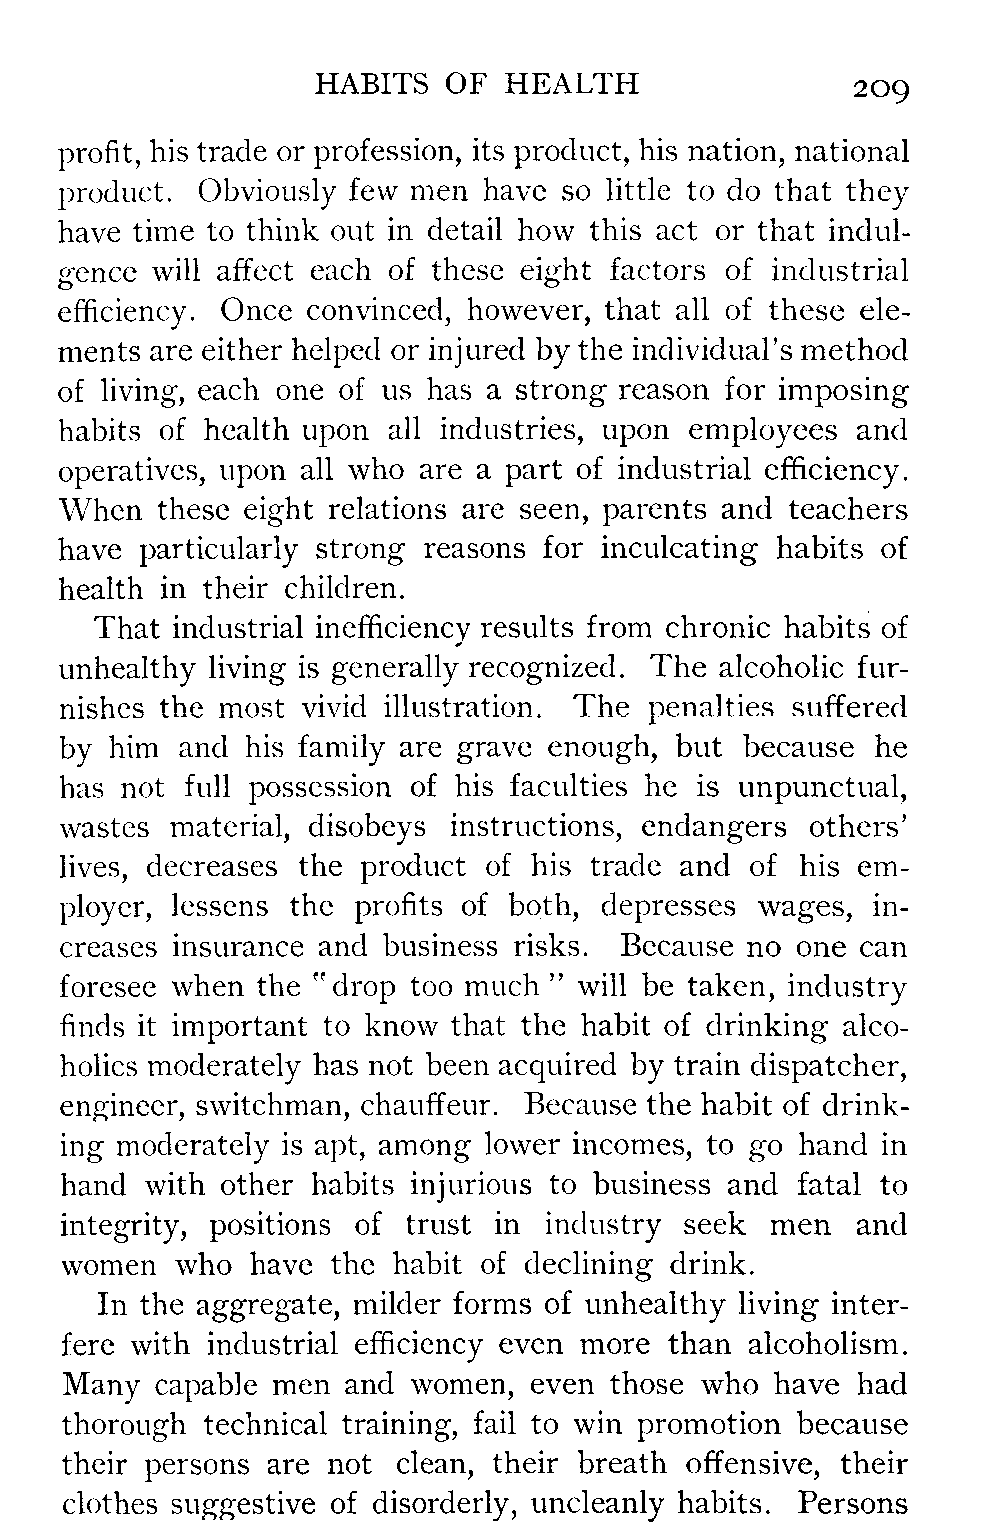 HABITS OF HEALTH 209
profit, his trade or profession, its product, his nation, national
product. Obviously few men have so little to do that they
have time to think out in detail how this act or that indul-
gence will affect each of these eight factors of industrial
efficiency. Once convinced, however, that all of these ele-
ments are either helped or injured by the individual's method
of living, each one of us has a strong reason for imposing
habits of health upon all industries, upon employees and
operatives, upon all who are a part of industrial efficiency.
When these eight relations are seen, parents and teachers
have particularly strong reasons for inculcating habits of
health in their children.
That industrial inefficiency results from chronic habits of
unhealthy living is generally recognized. The alcoholic fur-
nishes the most vivid illustration. The penalties suffered
by him and his family are grave enough, but because he
has not full possession of his faculties he is unpunctual,
wastes material, disobeys instructions, endangers others'
lives, decreases the product of his trade and of his em-
ployer, lessens the profits of both, depresses wages, in-
creases insurance and business risks. Because no one can
foresee when the "drop too much" will be taken, industry
finds it important to know that the habit of drinking alco-
holics moderately has not been acquired by train dispatcher,
engineer, switchman, chauffeur. Because the habit of drink-
ing moderately is apt, among lower incomes, to go hand in
hand with other habits injurious to business and fatal to
integrity, positions of trust in industry seek men and
women who have the habit of declining drink.
In the aggregate, milder forms of unhealthy living inter-
fere with industrial efficiency even more than alcoholism.
Many capable men and women, even those who have had
thorough technical training, fail to win promotion because
their persons are not clean, their breath offensive, their
clothes suggestive of disorderly, uncleanly habits. Persons